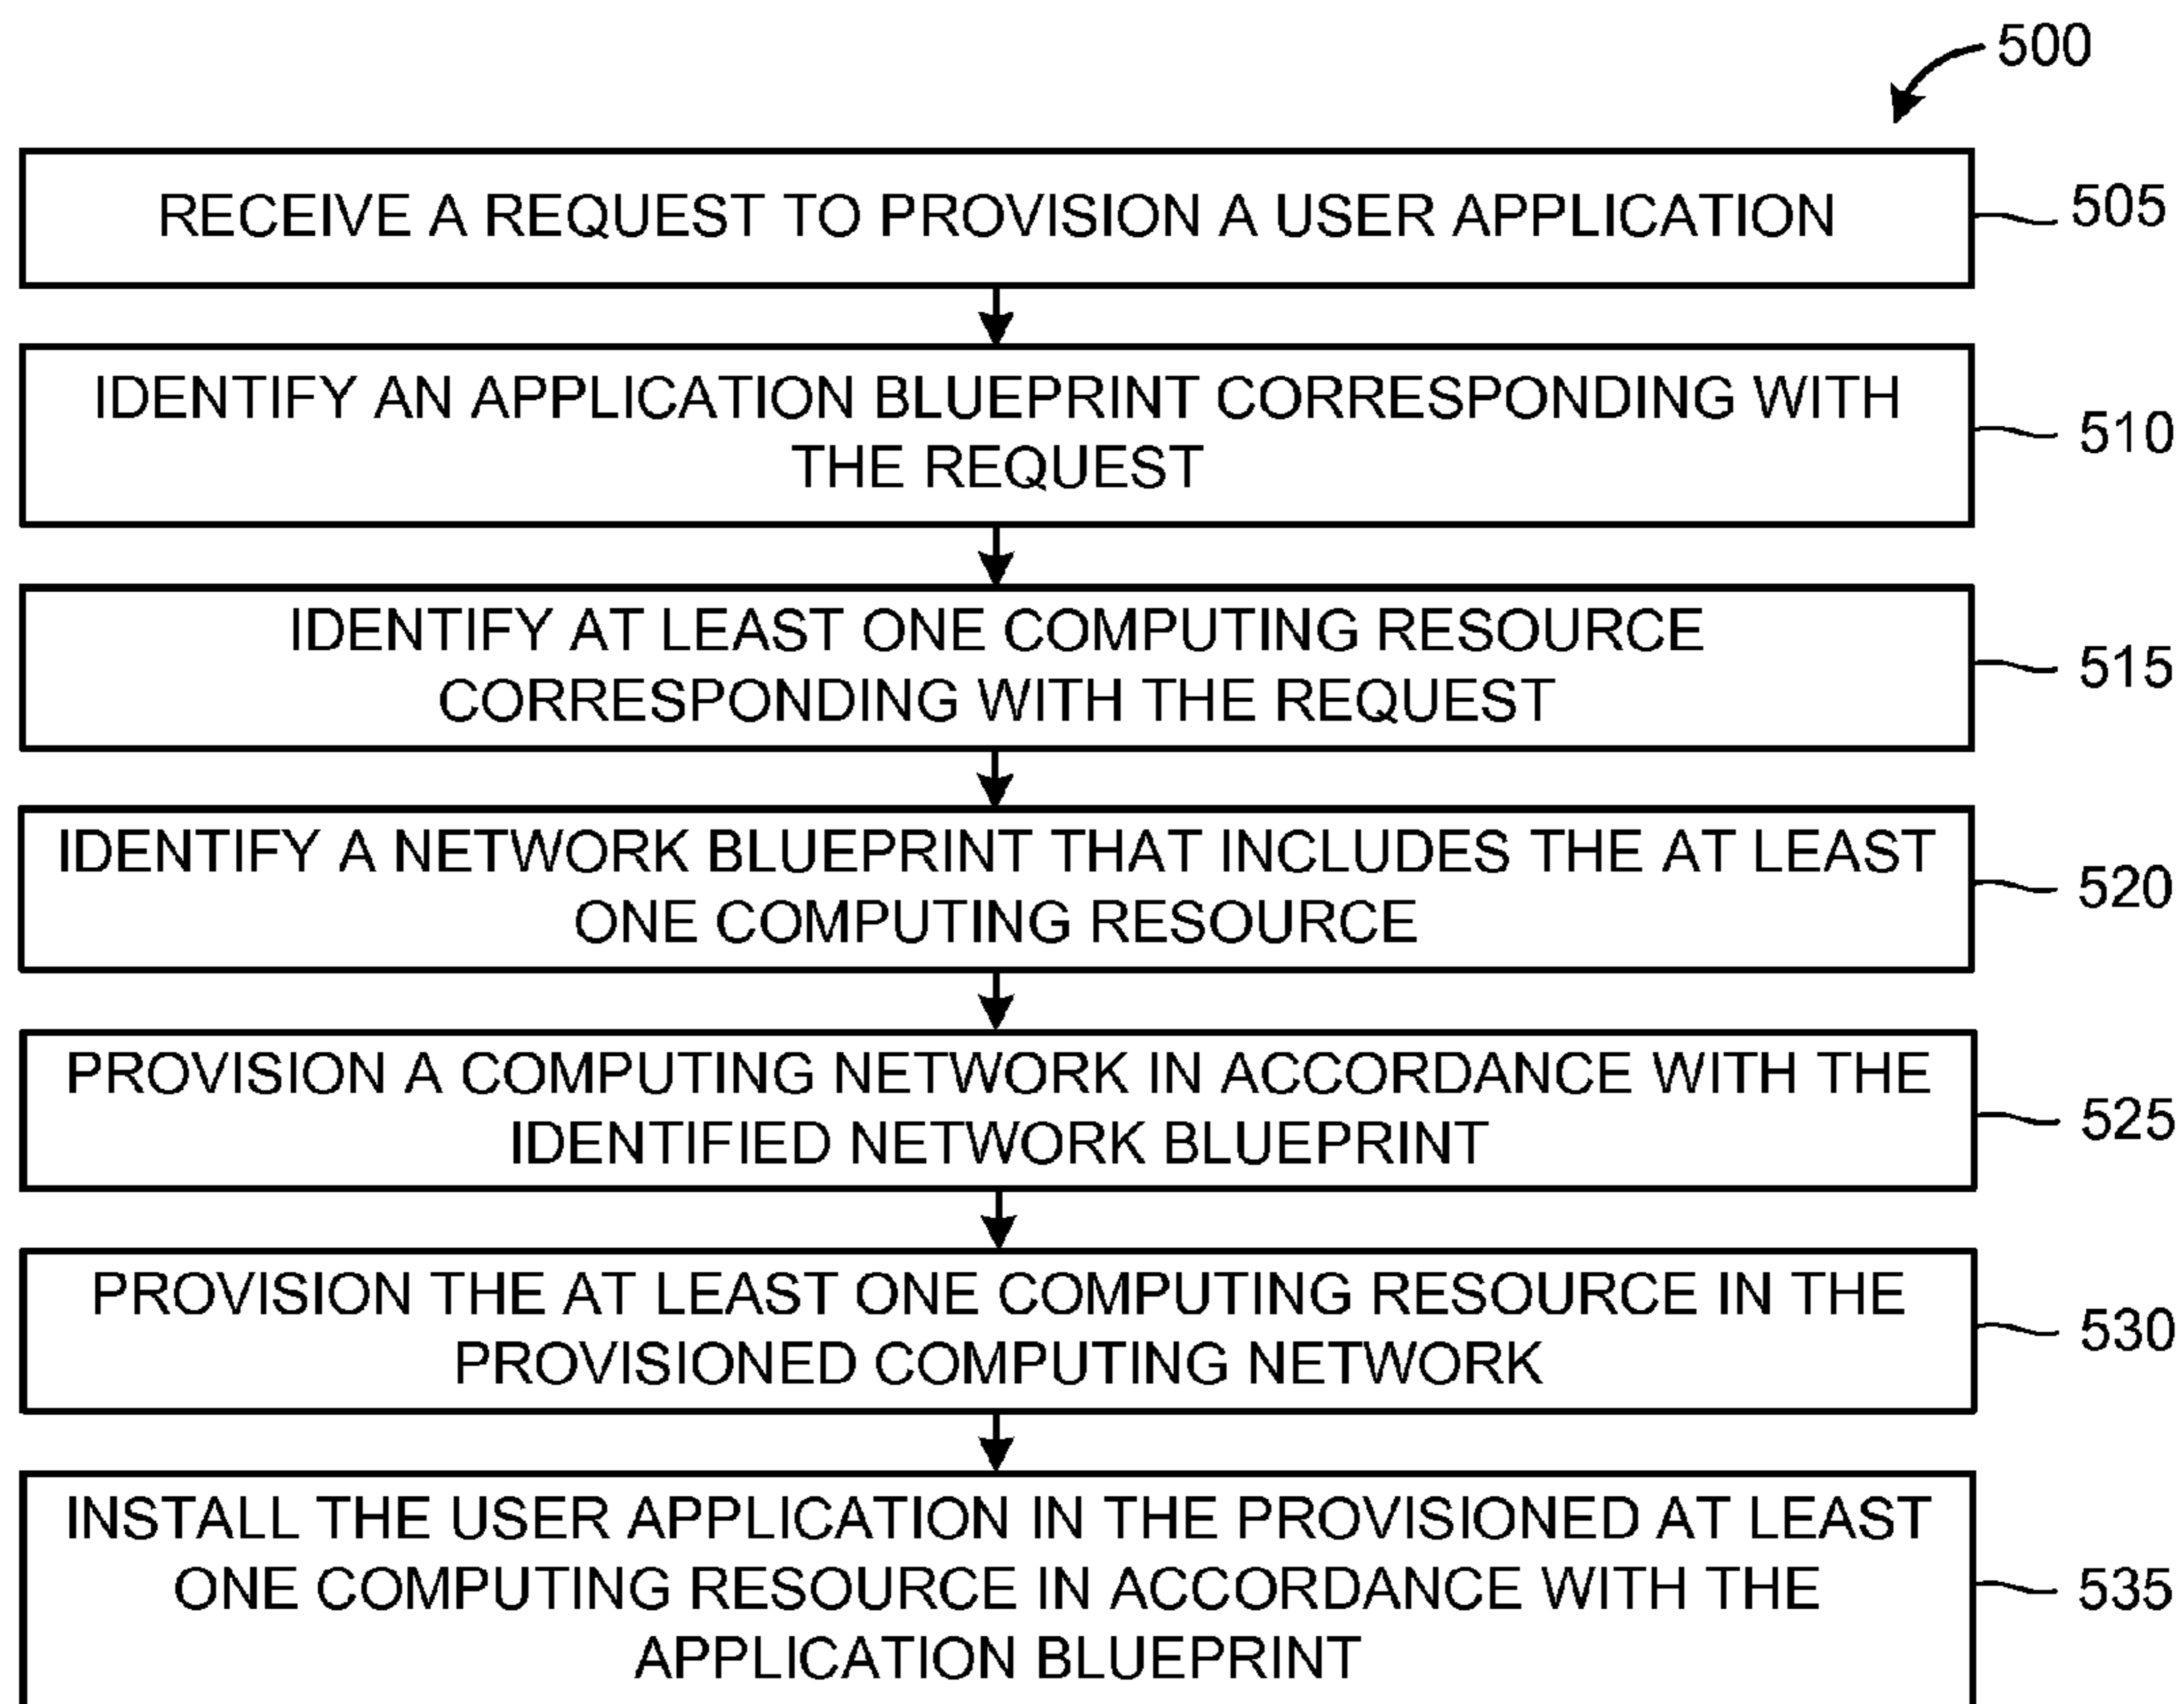 500
RECEIVE A REQUEST TO PROVISION A USER APPLICATION
505
IDENTIFY AN APPLICATION BLUEPRINT CORRESPONDING WITH
THE REQUEST
510
IDENTIFY AT LEAST ONE COMPUTING RESOURCE
CORRESPONDING WITH THE REQUEST
515
IDENTIFY A NETWORK BLUEPRINT THAT INCLUDES THE AT LEAST
ONE COMPUTING RESOURCE
520
PROVISION A COMPUTING NETWORK IN ACCORDANCE WITH THE
IDENTIFIED NETWORK BLUEPRINT
525
PROVISION THE AT LEAST ONE COMPUTING RESOURCE IN THE
PROVISIONED COMPUTING NETWORK
530
INSTALL THE USER APPLICATION IN THE PROVISIONED AT LEAST
ONE COMPUTING RESOURCE IN ACCORDANCE WITH THE
APPLICATION BLUEPRINT
535